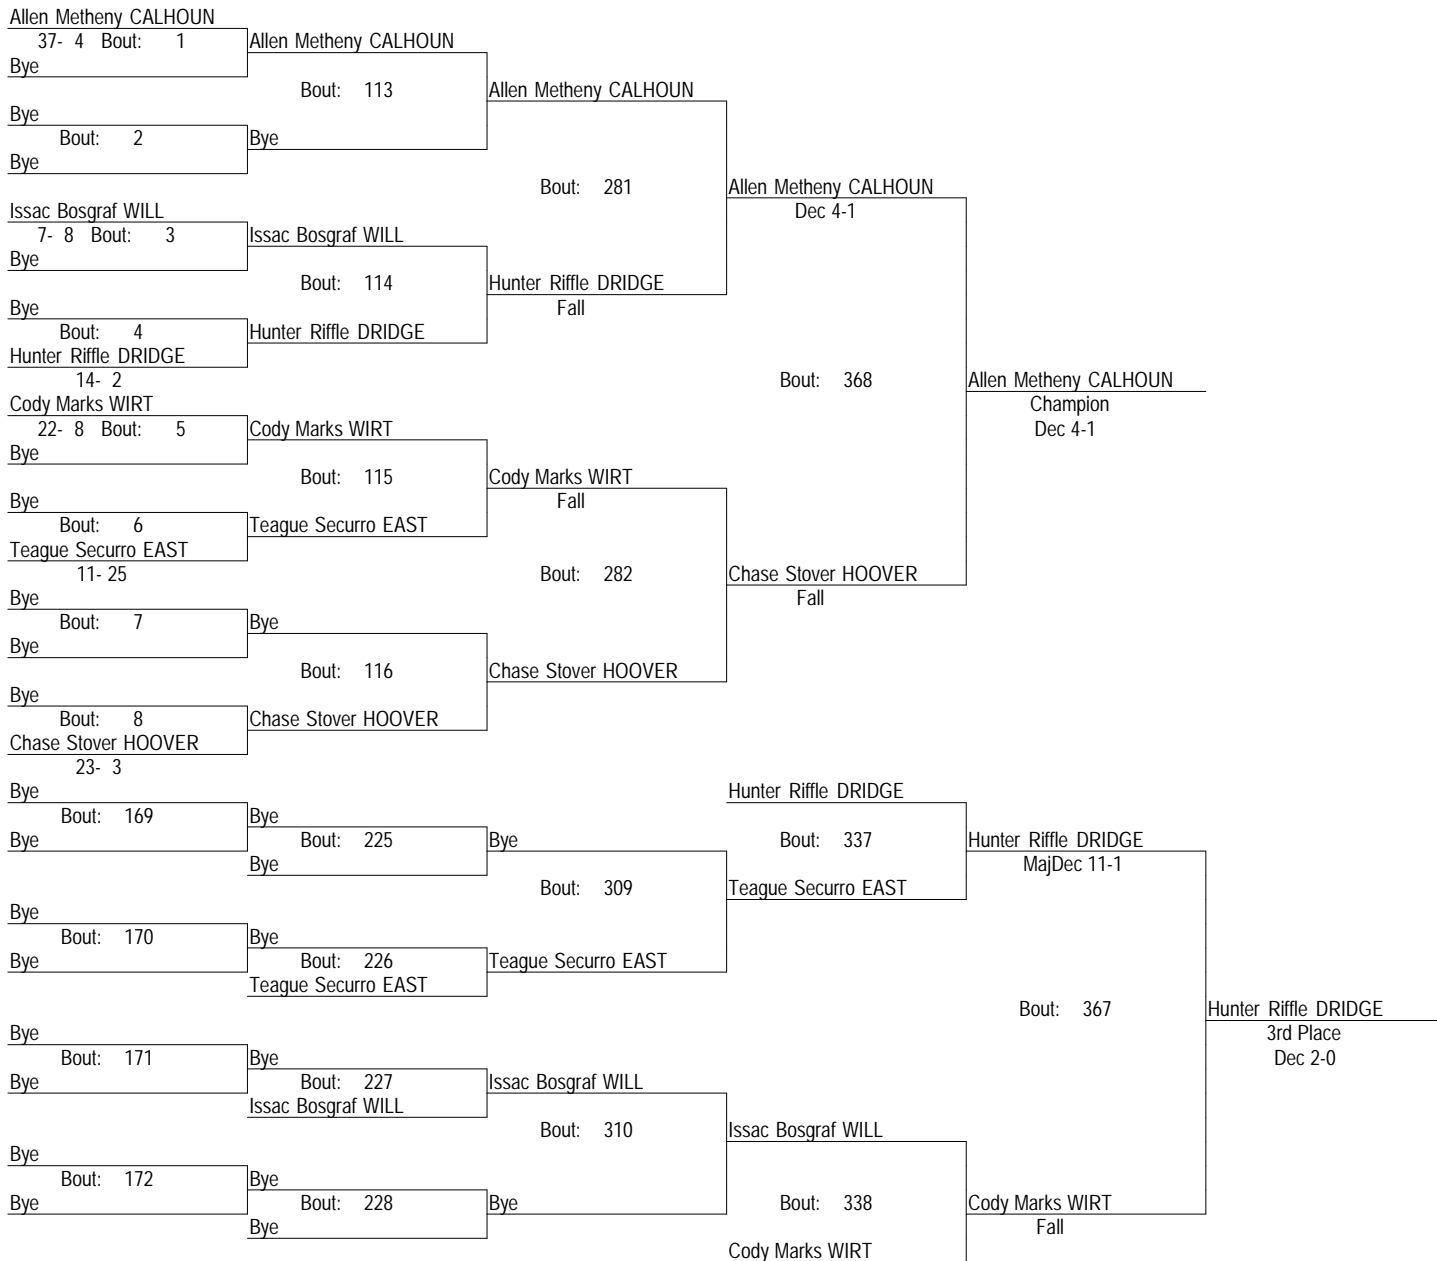 Allen Metheny CALHOUN
37- 4 Bout: 1
Allen Metheny CALHOUN
Bye
Bout: 113
Allen Metheny CALHOUN
Bye
Bout: 2
Bye
Bye
Bout: 281
Allen Metheny CALHOUN
Dec 4-1
Issac Bosgraf WILL
7- 8 Bout: 3
Issac Bosgraf WILL
Bye
Bout: 114
Hunter Riffle DRIDGE
Fall
Bye
Bout: 4
Hunter Riffle DRIDGE
Hunter Riffle DRIDGE
14- 2
Bout: 368
Allen Metheny CALHOUN
Champion
Dec 4-1
Cody Marks WIRT
22- 8 Bout: 5
Cody Marks WIRT
Bye
Bout: 115
Cody Marks WIRT
Fall
Bye
Bout: 6
Teague Securro EAST
Teague Securro EAST
11- 25
Bout: 282
Chase Stover HOOVER
Fall
Bye
Bout: 7
Bye
Bye
Bout: 116
Chase Stover HOOVER
Bye
Bout: 8
Chase Stover HOOVER
Chase Stover HOOVER
23- 3
Bye
Hunter Riffle DRIDGE
Bout: 169
Bye
Bye
Bout: 225
Bye
Bout: 337
Hunter Riffle DRIDGE
MajDec 11-1
Bye
Bout: 309
Teague Securro EAST
Bye
Bout: 170
Bye
Bye
Bout: 226
Teague Securro EAST
Teague Securro EAST
Bout: 367
Hunter Riffle DRIDGE
3rd Place
Dec 2-0
Bye
Bout: 171
Bye
Bye
Bout: 227
Issac Bosgraf WILL
Issac Bosgraf WILL
Bout: 310
Issac Bosgraf WILL
Bye
Bout: 172
Bye
Bye
Bout: 228
Bye
Bout: 338
Cody Marks WIRT
Fall
Bye
Cody Marks WIRT